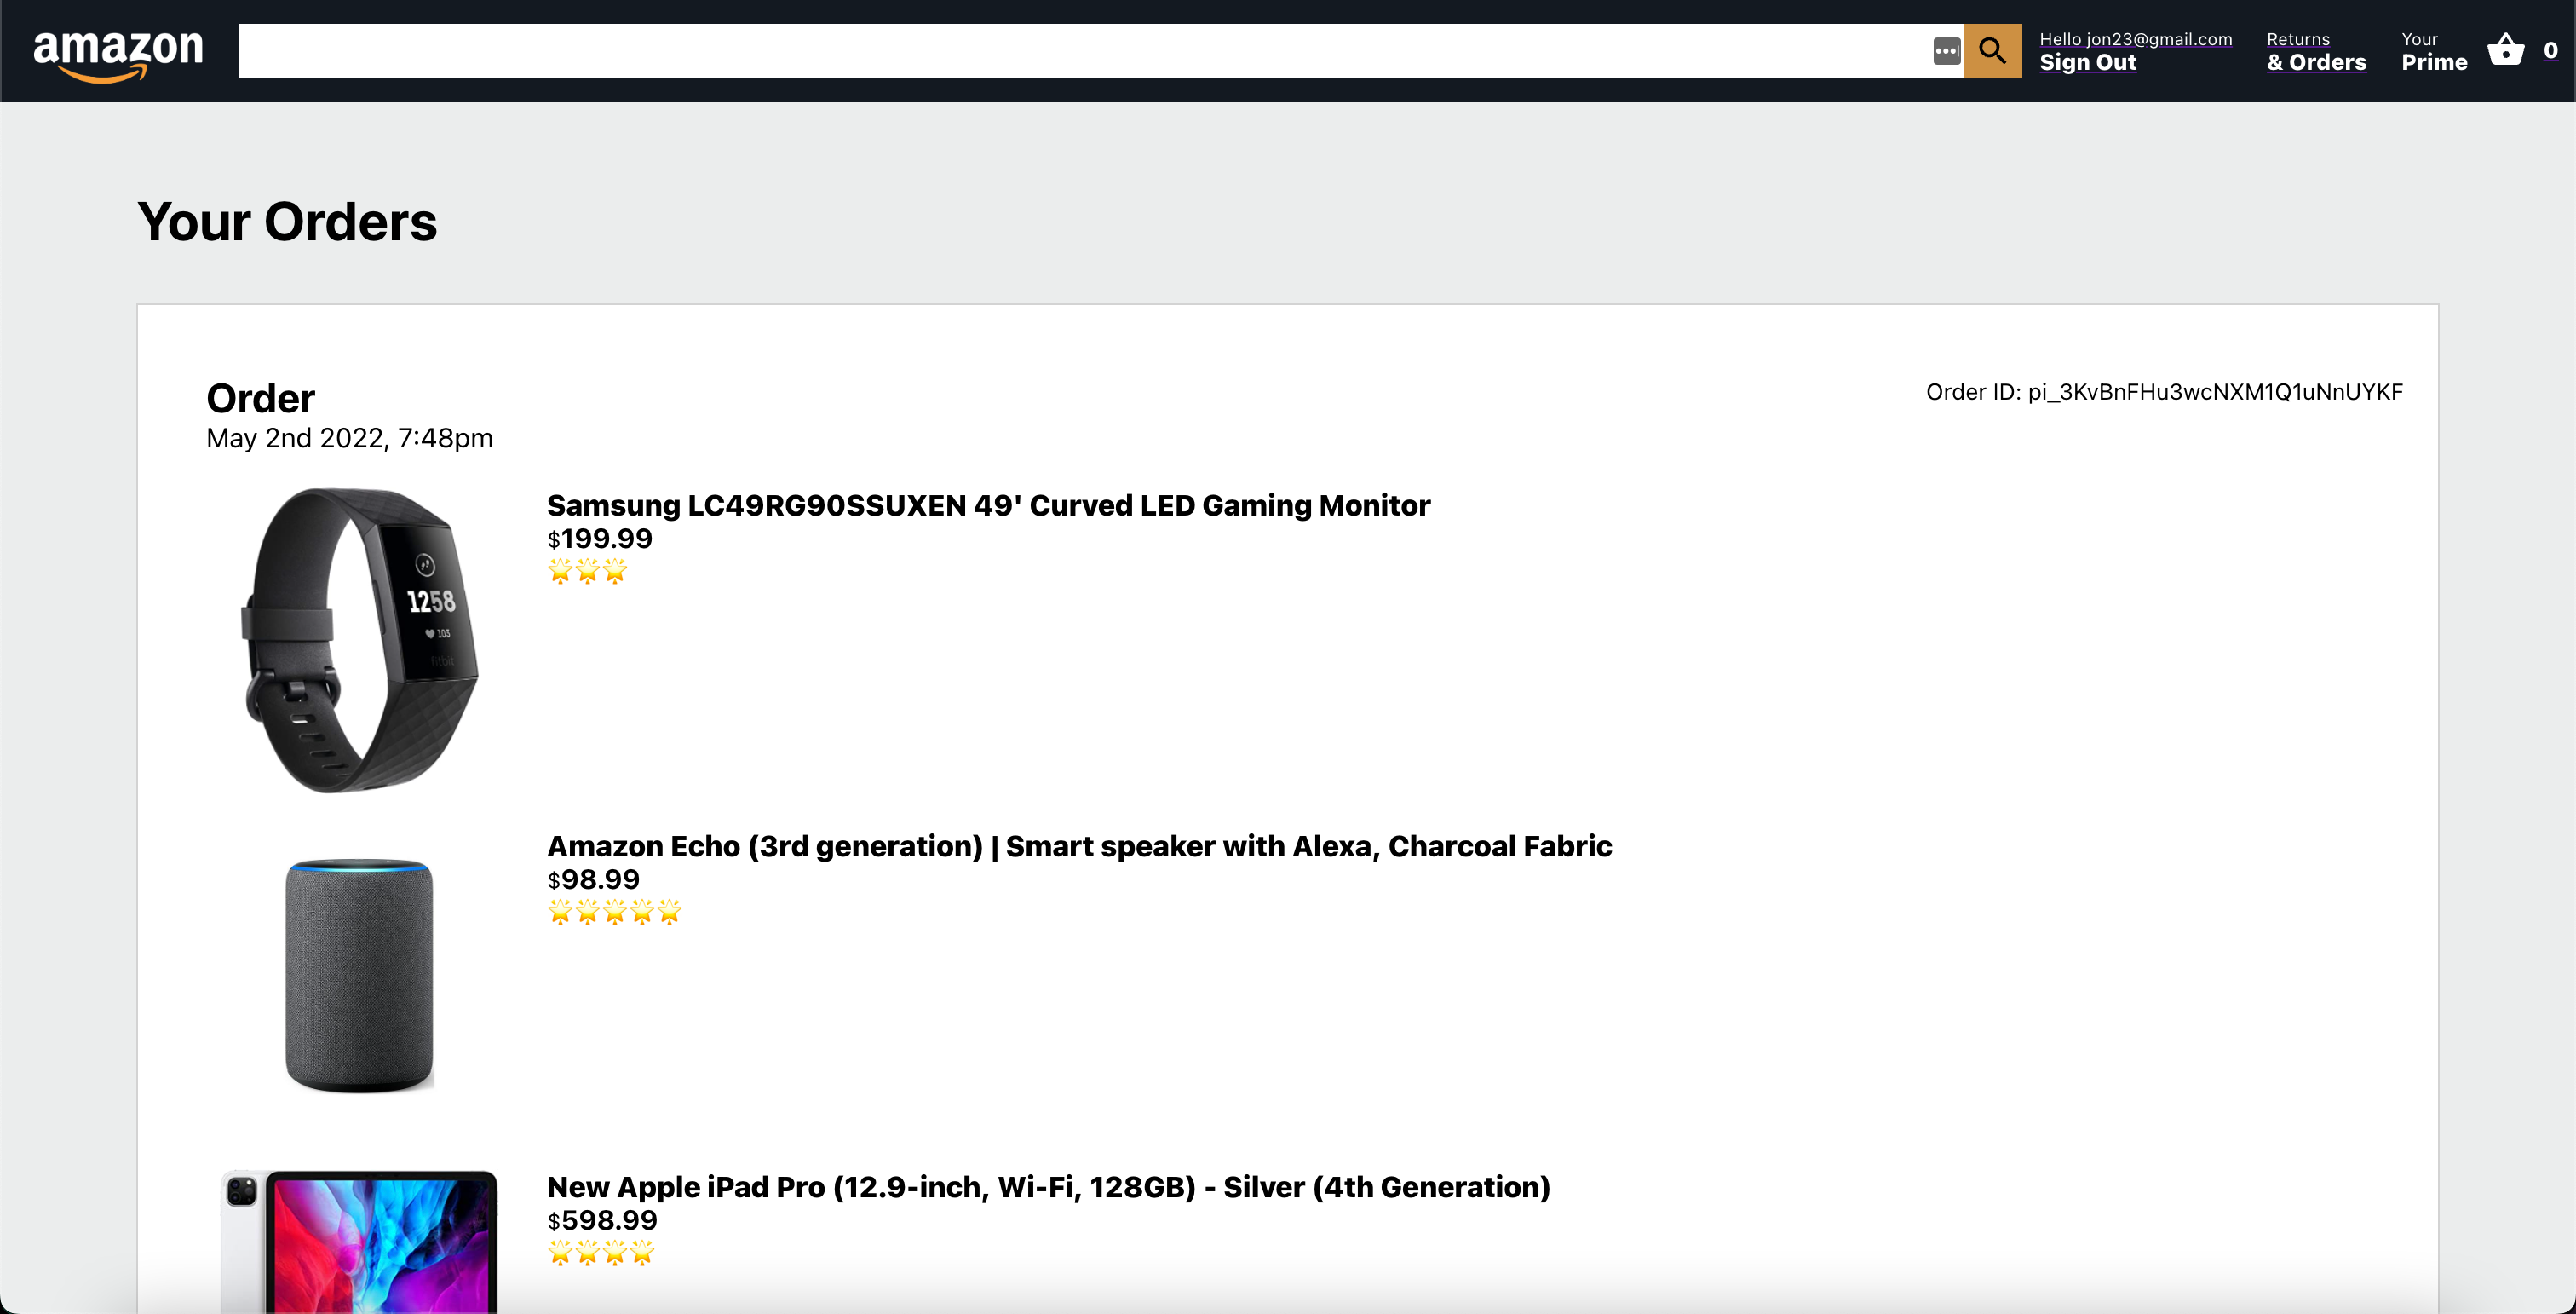 amazon
Hello jon23@gmail.com
Sign Out
Returns
& Orders
Your
Prime
0
Your Orders
Order
Order ID: pi_3KvBnFHu3wcNXM1Q1uNnUYKF
May 2nd 2022, 7:48pm
Samsung LC49RG90SSUXEN 49' Curved LED Gaming Monitor
$199.99
1258
103
fitbit
Amazon Echo (3rd generation) | Smart speaker with Alexa, Charcoal Fabric
$98.99
New Apple iPad Pro (12.9-inch, Wi-Fi, 128GB) - Silver (4th Generation)
$598.99